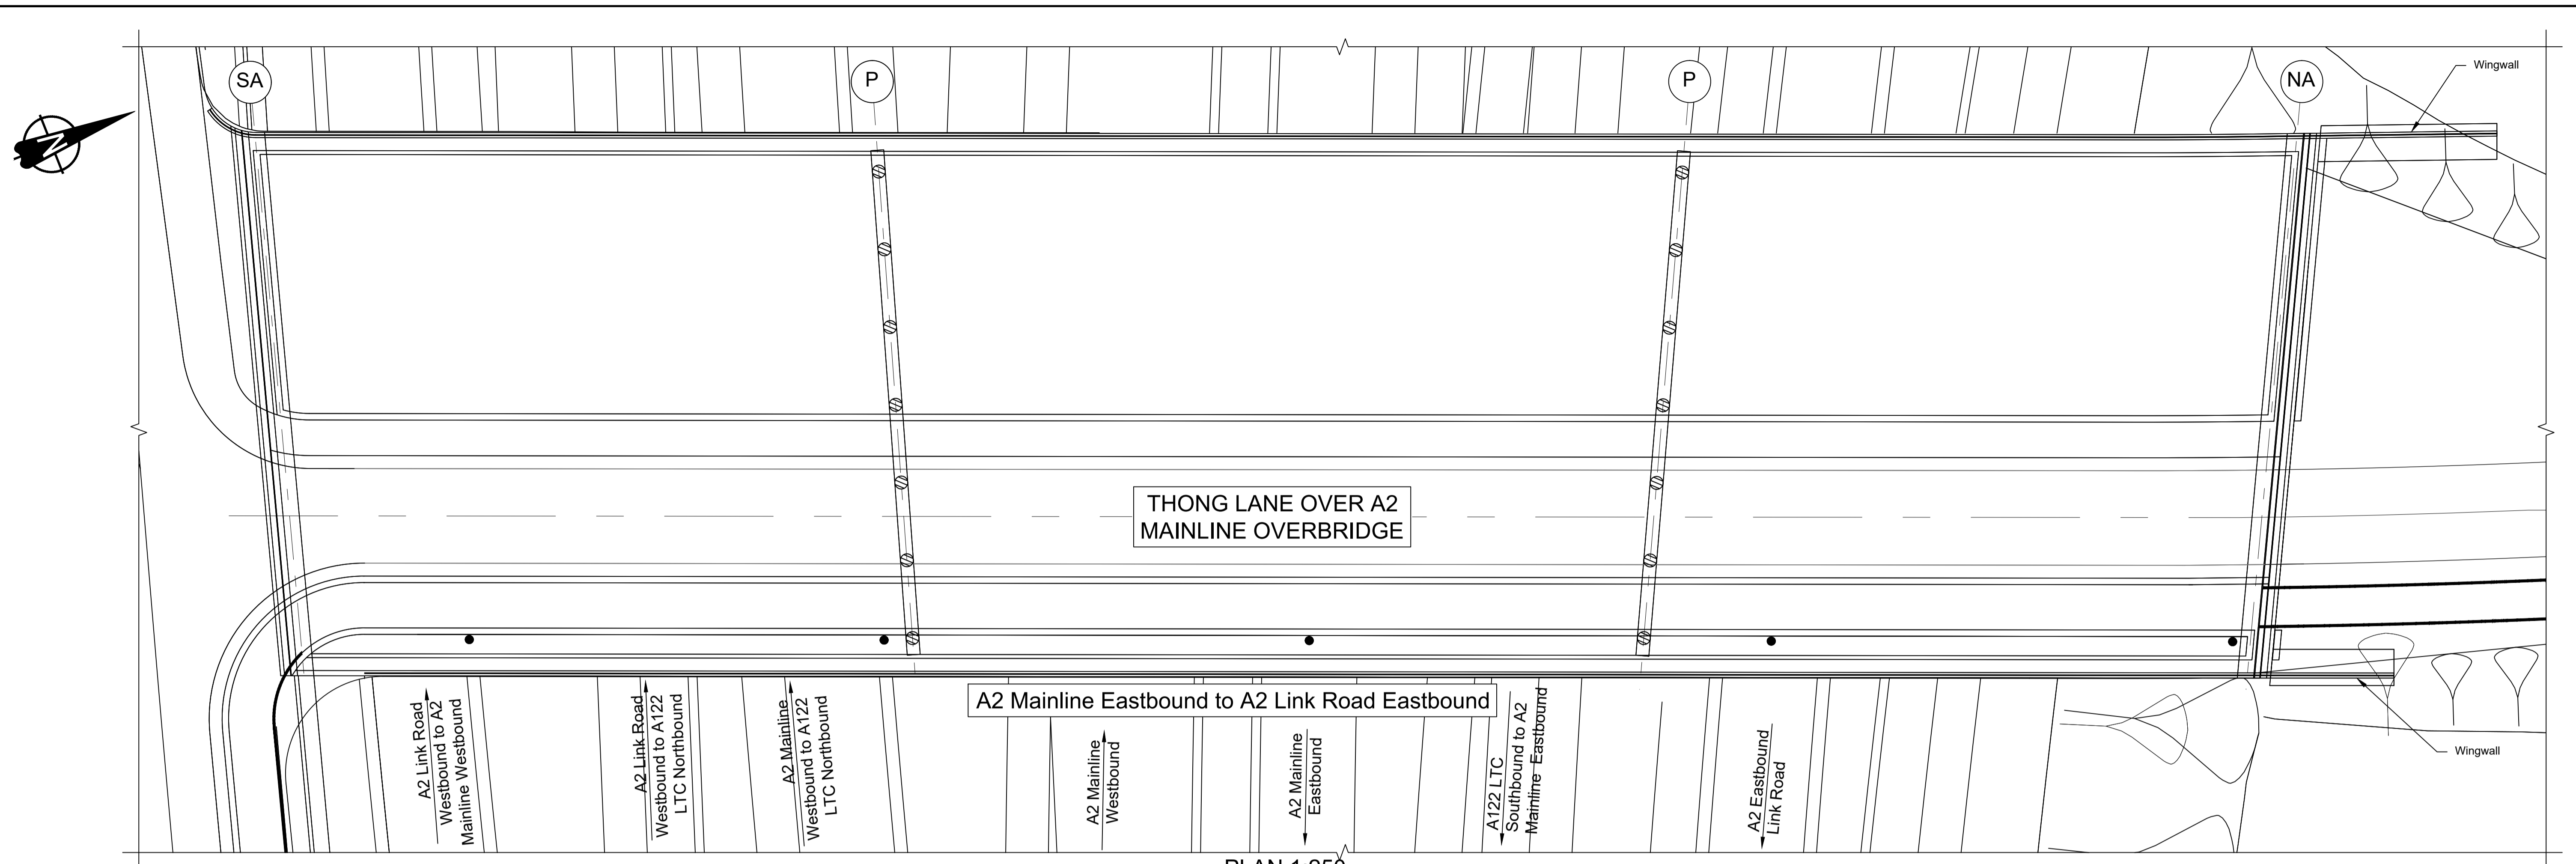 SA
P
P
NA
Wingwall
N
THONG LANE OVER A2
MAINLINE OVERBRIDGE
A2 Mainline Eastbound to A2 Link Road Eastbound
A2 Link Road
Westbound to A2
Mainline Westbound
A2 Link Road
Westbound to A122
LTC Northbound
A2 Mainline
Westbound to A122
LTC Northbound
A2 Mainline
Westbound
A2 Mainline
Eastbound
A122 LTC
Southbound to A2
Mainline Eastbound
A2 Eastbound
Link Road
Wingwall
PLAN 1:250